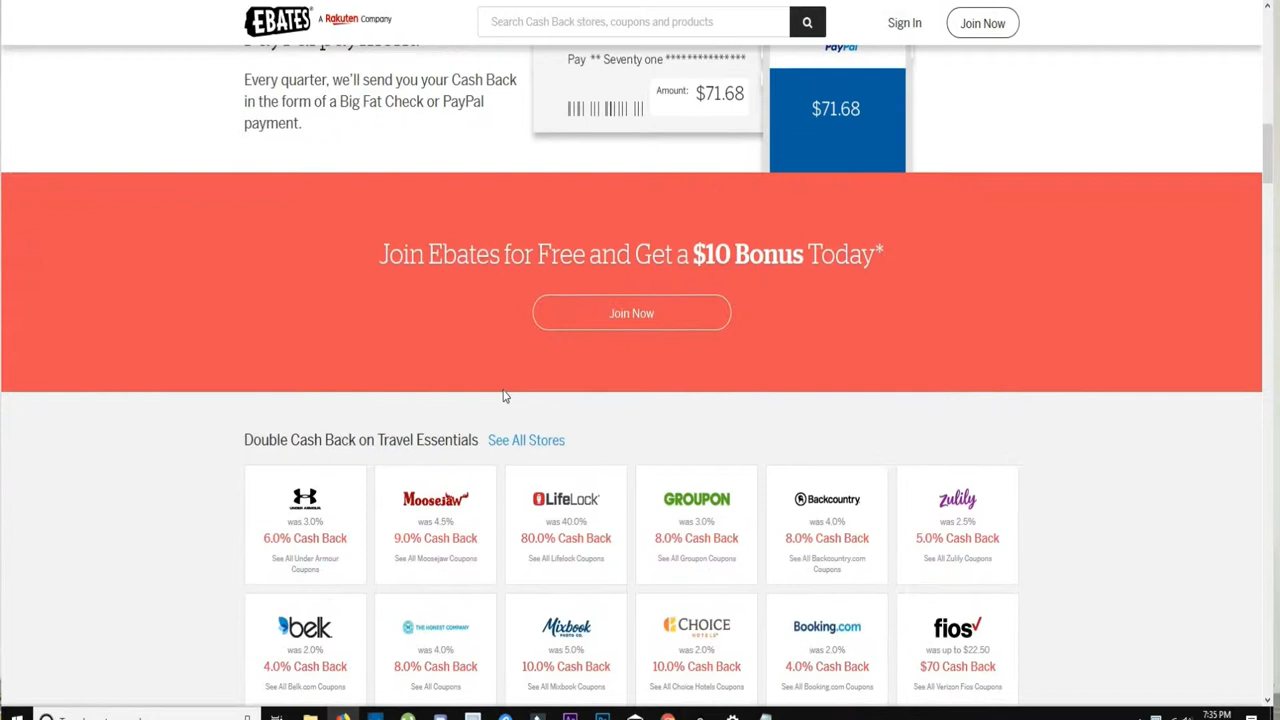 EBATES A Rakuten Company
Search Cash Back stores, coupons and products
Sign In
Join Now
Every quarter, we'll send you your Cash Back
in the form of a Big Fat Check or PayPal
payment.
Pay ** Seventy one **************
Amount: $71.68
PayPal
$71.68
Join Ebates for Free and Get a $10 Bonus Today*
Join Now
Double Cash Back on Travel Essentials See All Stores
UNDER ARMOUR
was 3.0%
6.0% Cash Back
See All Under Armour
Coupons
Moosejaw
was 4.5%
9.0% Cash Back
See All Moosejaw Coupons
LifeLock
was 40.0%
80.0% Cash Back
See All Lifelock Coupons
GROUPON
was 3.0%
8.0% Cash Back
See All Groupon Coupons
Backcountry
was 4.0%
8.0% Cash Back
See All Backcountry.com
Coupons
zulily
was 2.5%
5.0% Cash Back
See All Zulily Coupons
belk
was 2.0%
4.0% Cash Back
See All Belk.com Coupons
THE HONEST COMPANY
was 4.0%
8.0% Cash Back
See All Coupons
Mixbook
PHOTO CO.
was 5.0%
10.0% Cash Back
See All Mixbook Coupons
CHOICE
HOTELS
was 2.0%
10.0% Cash Back
See All Choice Hotels Coupons
Booking.com
was 2.0%
4.0% Cash Back
See All Booking.com Coupons
fios
was up to $22.50
$70 Cash Back
See All Verizon Fios Coupons
7:35 PM